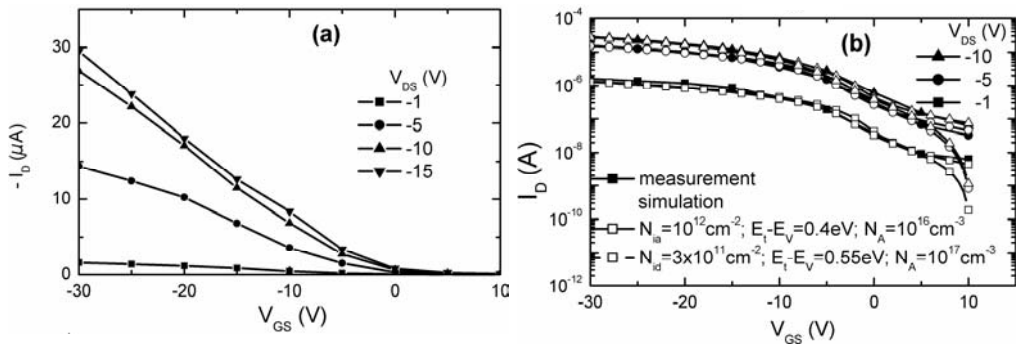 (a)
V_DS (V)
-1
-5
-10
-15
30
20
10
0
- I_D (μA)
-30 -20 -10 0 10
V_GS (V)
(b)
V_DS (V)
-10
-5
-1
10^-4
10^-6
10^-8
10^-10
10^-12
I_D (A)
measurement
simulation
N_ia=10^12cm^-2; E_t-E_V=0.4eV; N_A=10^16cm^-3
N_id=3x10^11cm^-2; E_t-E_V=0.55eV; N_A=10^17cm^-3
-30 -20 -10 0 10
V_GS (V)